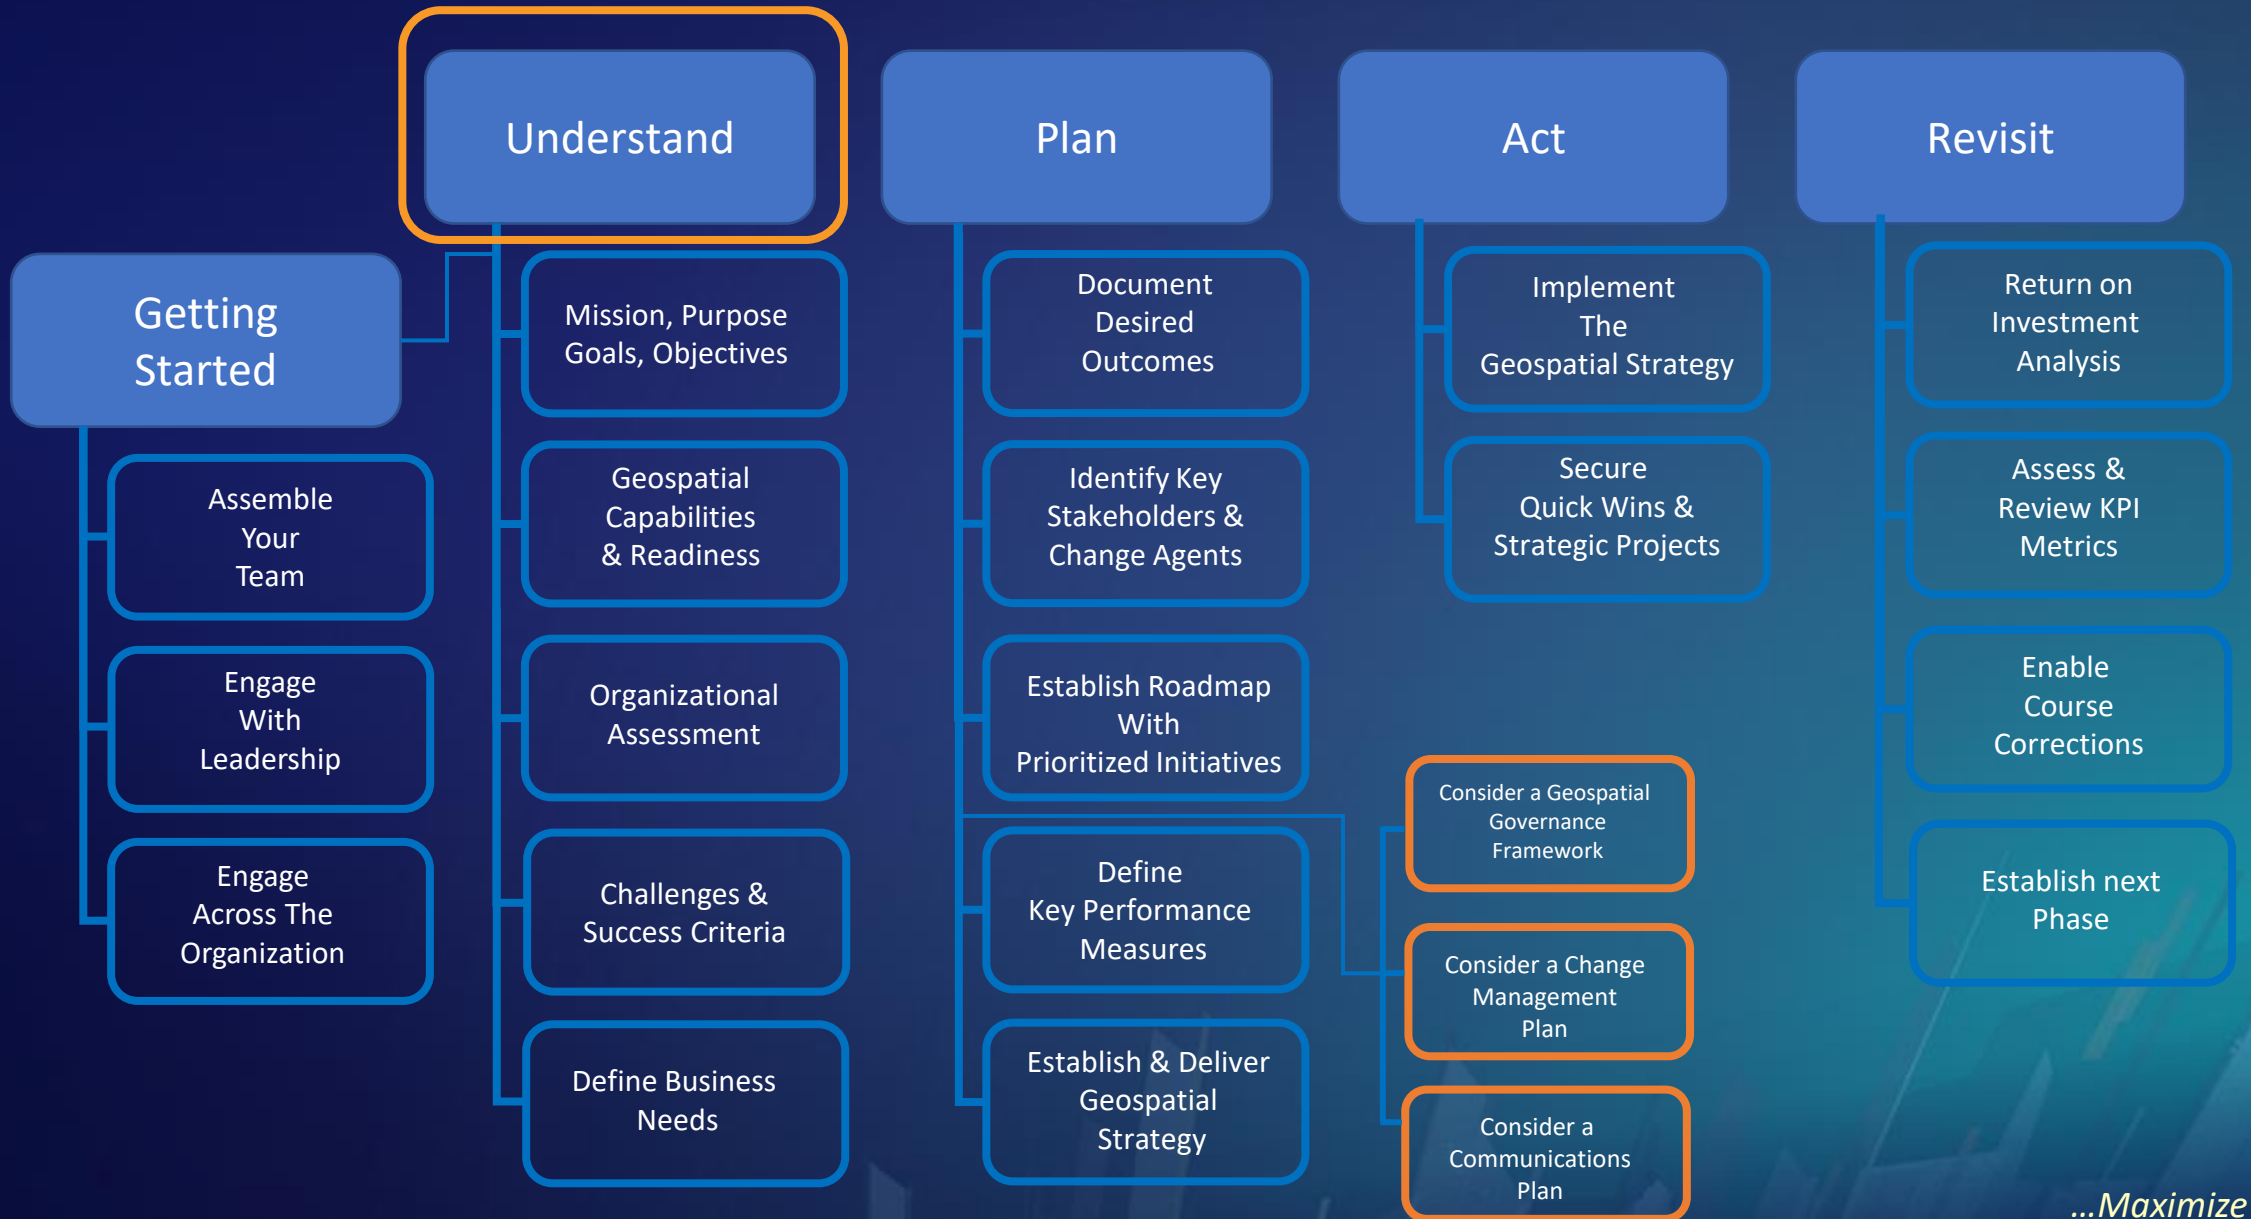 Understand
Plan
Act
Revisit
Getting
Started
Assemble
Your
Team
Engage
With
Leadership
Engage
Across The
Organization
Mission, Purpose
Goals, Objectives
Geospatial
Capabilities
& Readiness
Organizational
Assessment
Challenges &
Success Criteria
Define Business
Needs
Document
Desired
Outcomes
Identify Key
Stakeholders &
Change Agents
Establish Roadmap
With
Prioritized Initiatives
Define
Key Performance
Measures
Establish & Deliver
Geospatial
Strategy
Implement
The
Geospatial Strategy
Secure
Quick Wins &
Strategic Projects
Consider a Geospatial
Governance
Framework
Consider a Change
Management
Plan
Consider a
Communications
Plan
Return on
Investment
Analysis
Assess &
Review KPI
Metrics
Enable
Course
Corrections
Establish next
Phase
...Maximize